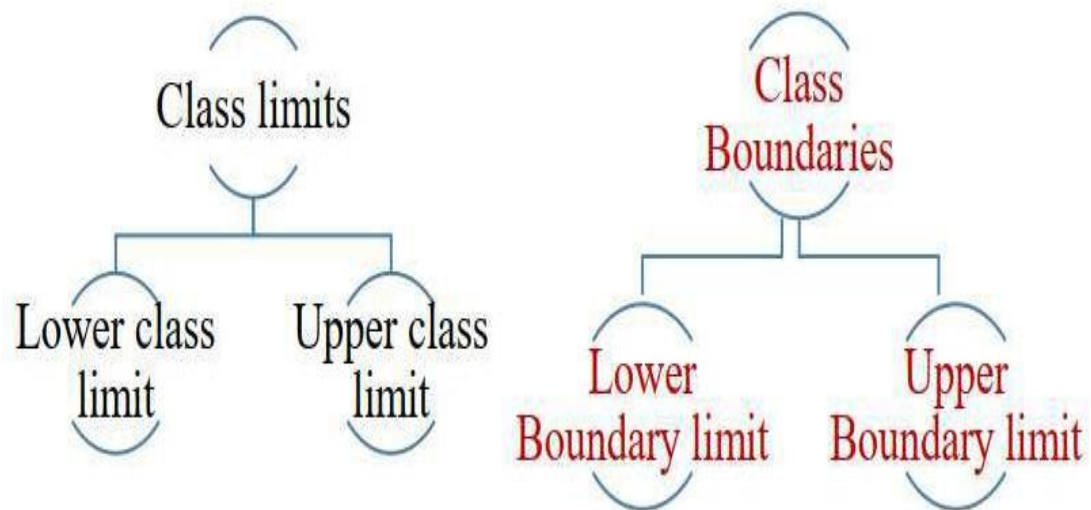 Class limits
Lower class
limit
Upper class
limit
Class
Boundaries
Lower
Boundary limit
Upper
Boundary limit